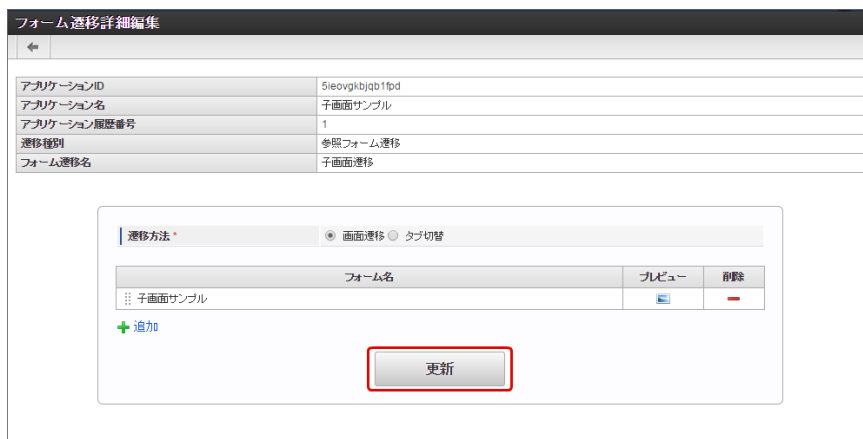 フォーム遷移詳細編集
アプリケーションID 5ieovgkbjqb1fpd
アプリケーション名 子画面サンプル
アプリケーション履歴番号 1
遷移種別 参照フォーム遷移
フォーム遷移名 子画面遷移
遷移方法 * 画面遷移 タブ切替
フォーム名 プレビュー 削除
子画面サンプル
追加
更新